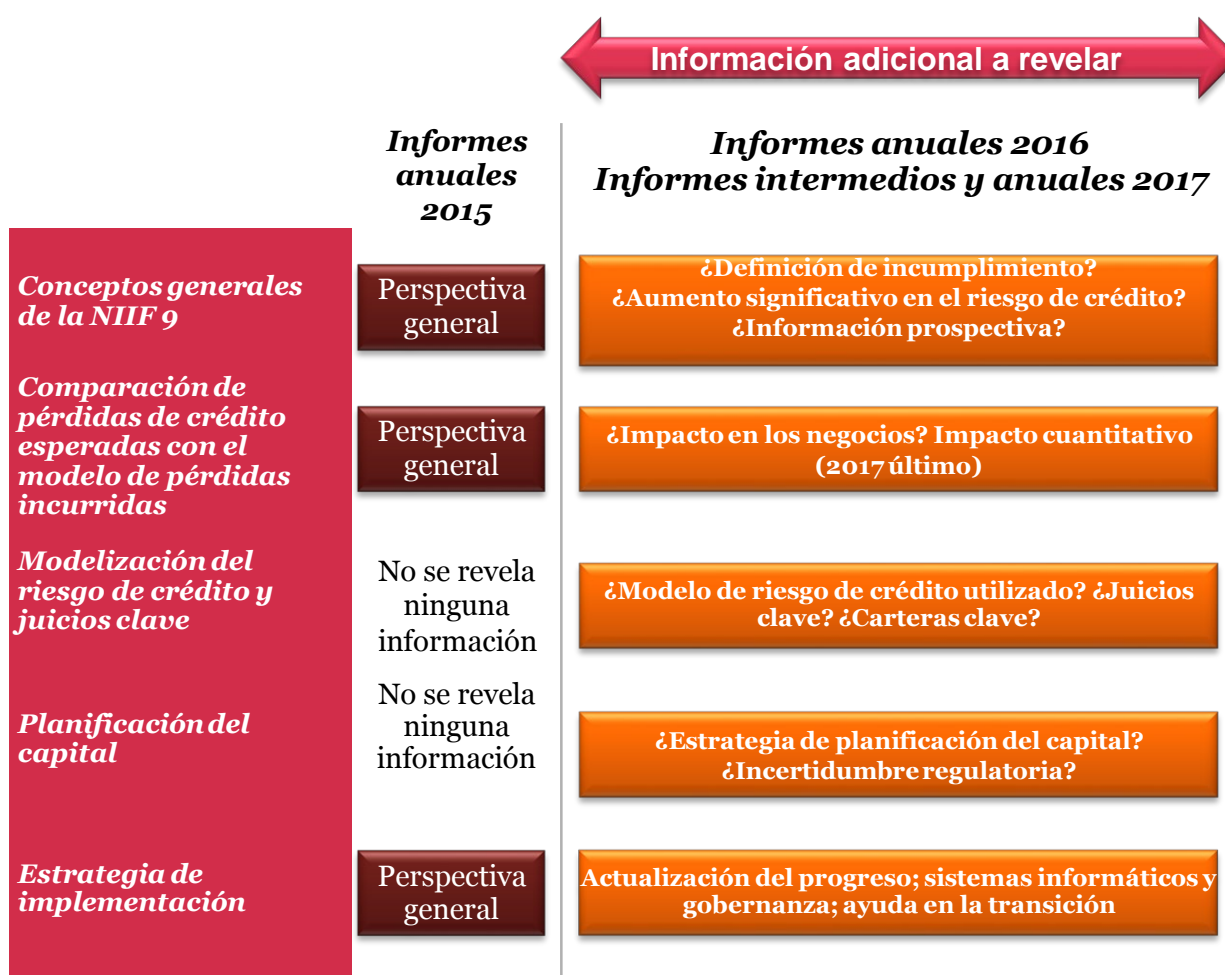 Información adicional a revelar
Informes
anuales
2015
Informes anuales 2016
Informes intermedios y anuales 2017
Conceptos generales
de la NIIF 9
Perspectiva
general
¿Definición de incumplimiento?
¿Aumento significativo en el riesgo de crédito?
¿Información prospectiva?
Comparación de
pérdidas de crédito
esperadas con el
modelo de pérdidas
incurridas
Perspectiva
general
¿Impacto en los negocios? Impacto cuantitativo
(2017 último)
Modelización del
riesgo de crédito y
juicios clave
No se revela
ninguna
información
¿Modelo de riesgo de crédito utilizado? ¿Juicios
clave? ¿Carteras clave?
Planificación del
capital
No se revela
ninguna
información
¿Estrategia de planificación del capital?
¿Incertidumbre regulatoria?
Estrategia de
implementación
Perspectiva
general
Actualización del progreso; sistemas informáticos y
gobernanza; ayuda en la transición